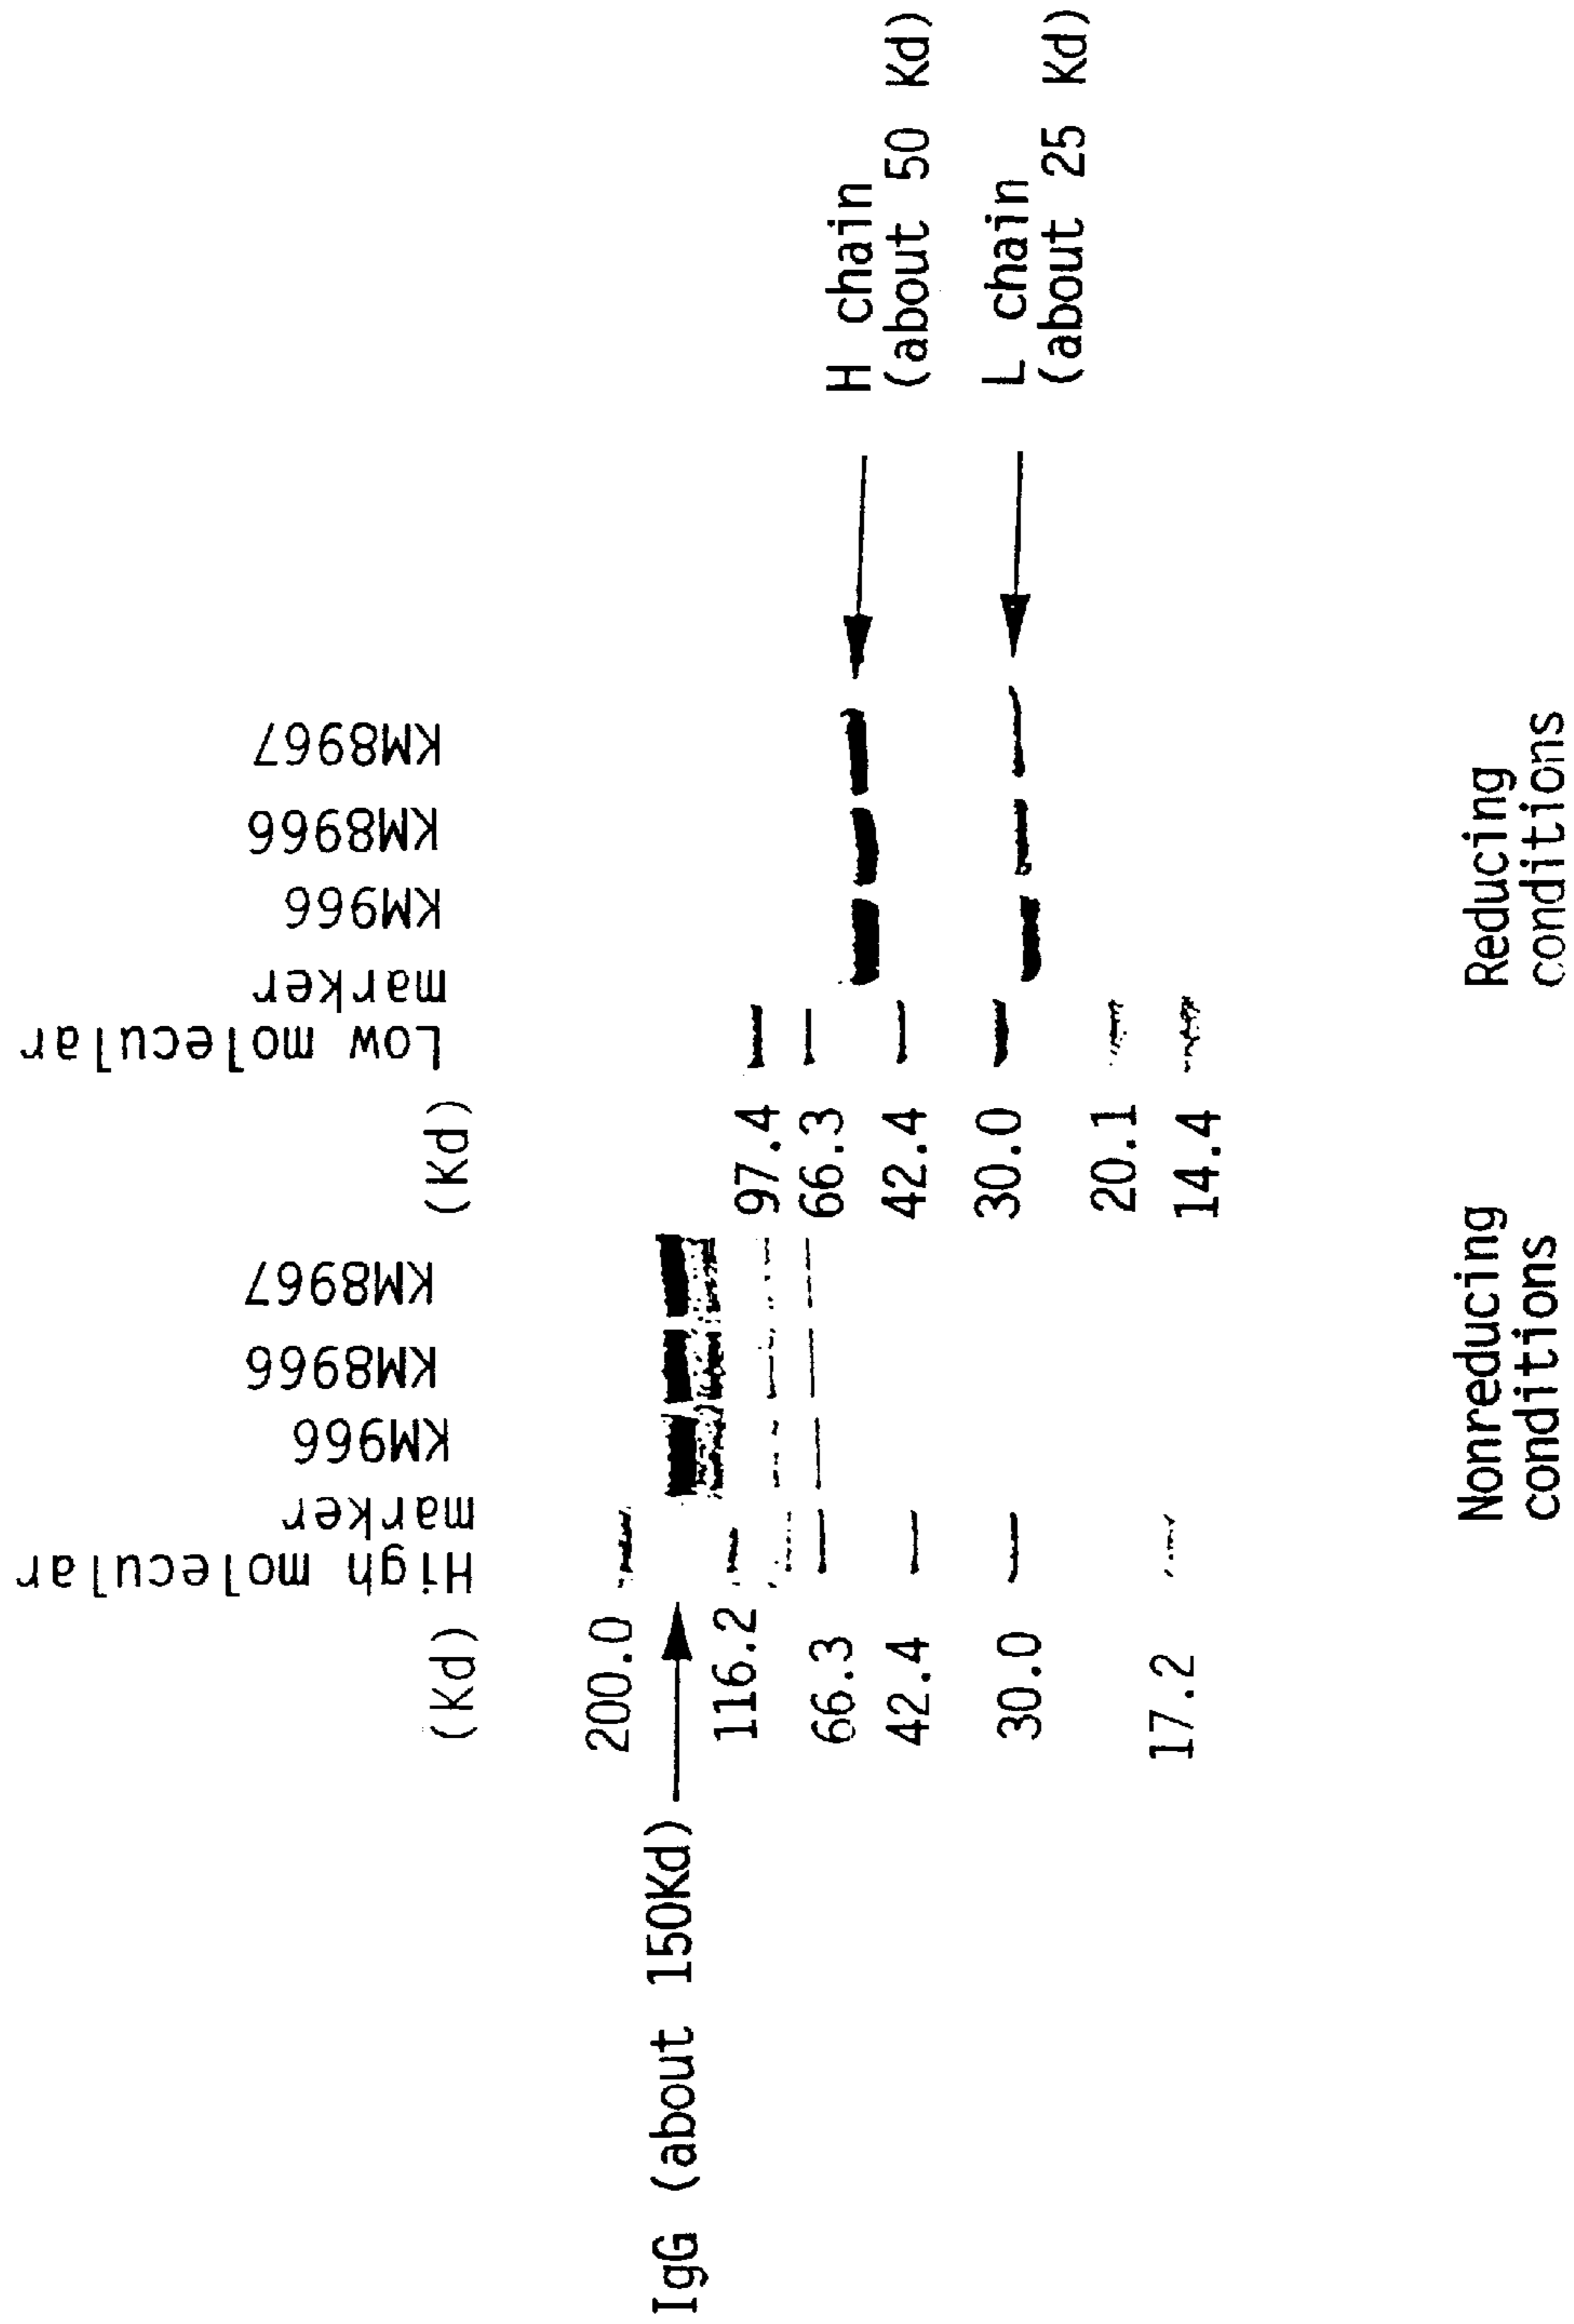 (Kd)
High molecular
marker
KM966
KM8966
KM8967
(Kd)
Low molecular
marker
KM966
KM8966
KM8967
200.0
IgG (about 150Kd)
116.2
66.3
42.4
30.0
17.2
97.4
66.3
42.4
30.0
20.1
14.4
H chain
(about 50 Kd)
L chain
(about 25 Kd)
Nonreducing
conditions
Reducing
conditions